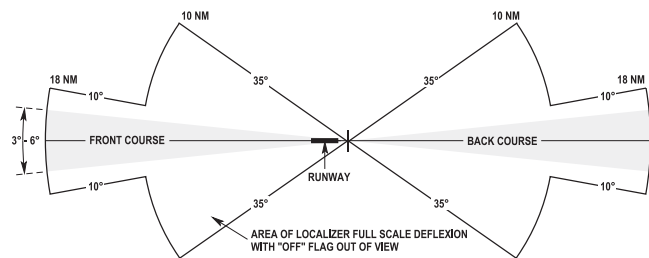 10 NM
10 NM
18 NM
18 NM
35°
35°
10°
10°
3° - 6°
FRONT COURSE
BACK COURSE
RUNWAY
10°
10°
35°
35°
AREA OF LOCALIZER FULL SCALE DEFLEXION
WITH "OFF" FLAG OUT OF VIEW